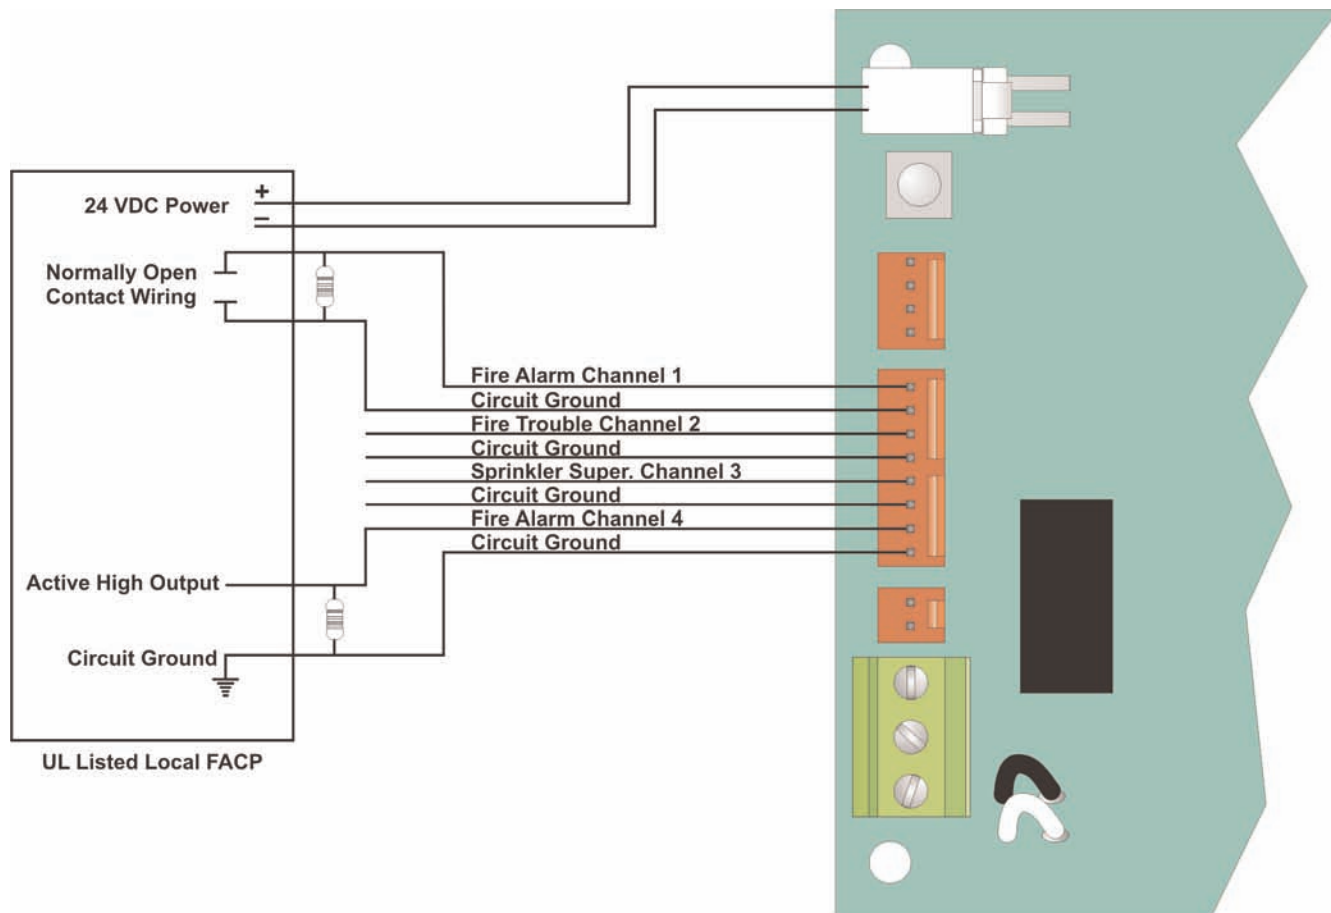 +
24 VDC Power
−
Normally Open
Contact Wiring
Fire Alarm Channel 1
Circuit Ground
Fire Trouble Channel 2
Circuit Ground
Sprinkler Super. Channel 3
Circuit Ground
Fire Alarm Channel 4
Circuit Ground
Active High Output
Circuit Ground
UL Listed Local FACP